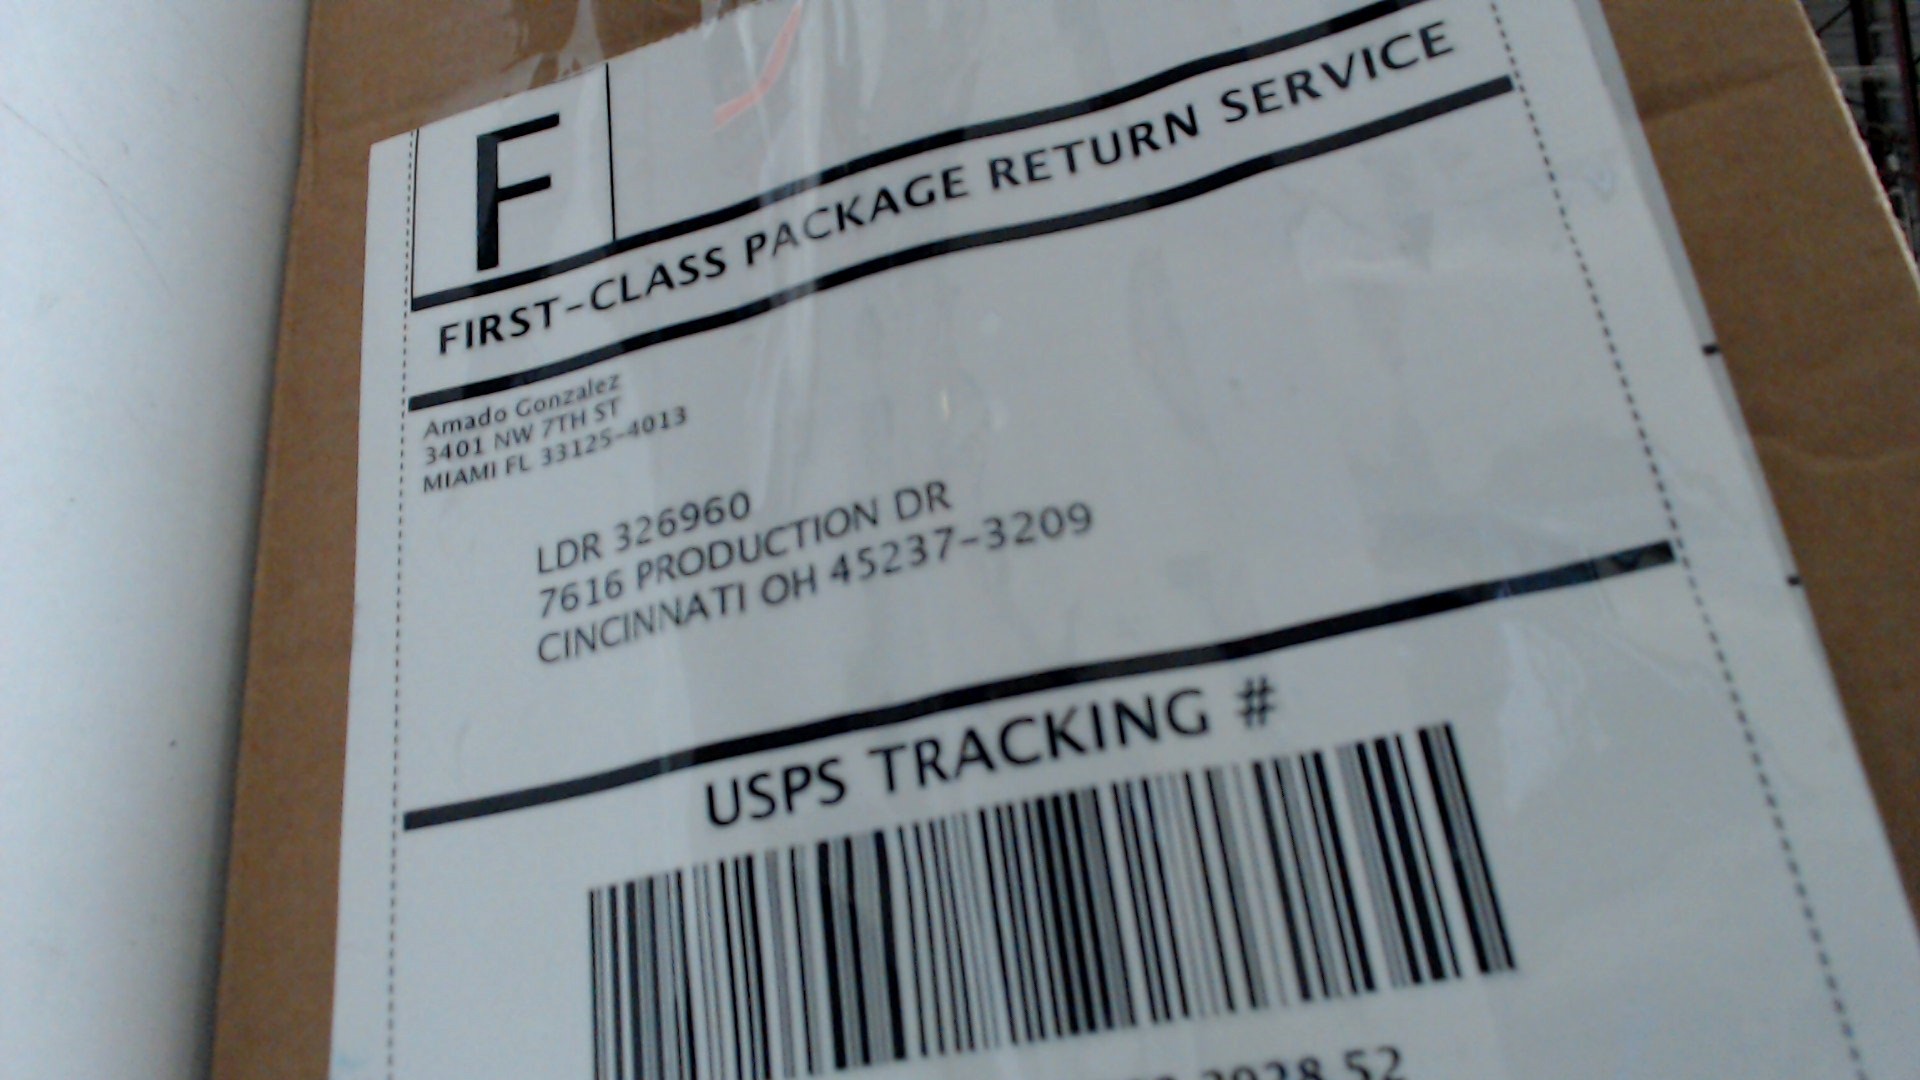 F
FIRST-CLASS PACKAGE RETURN SERVICE
Amado Gonzalez
3401 NW 7TH ST
MIAMI FL 33125-4013
LDR 326960
7616 PRODUCTION DR
CINCINNATI OH 45237-3209
USPS TRACKING #
52